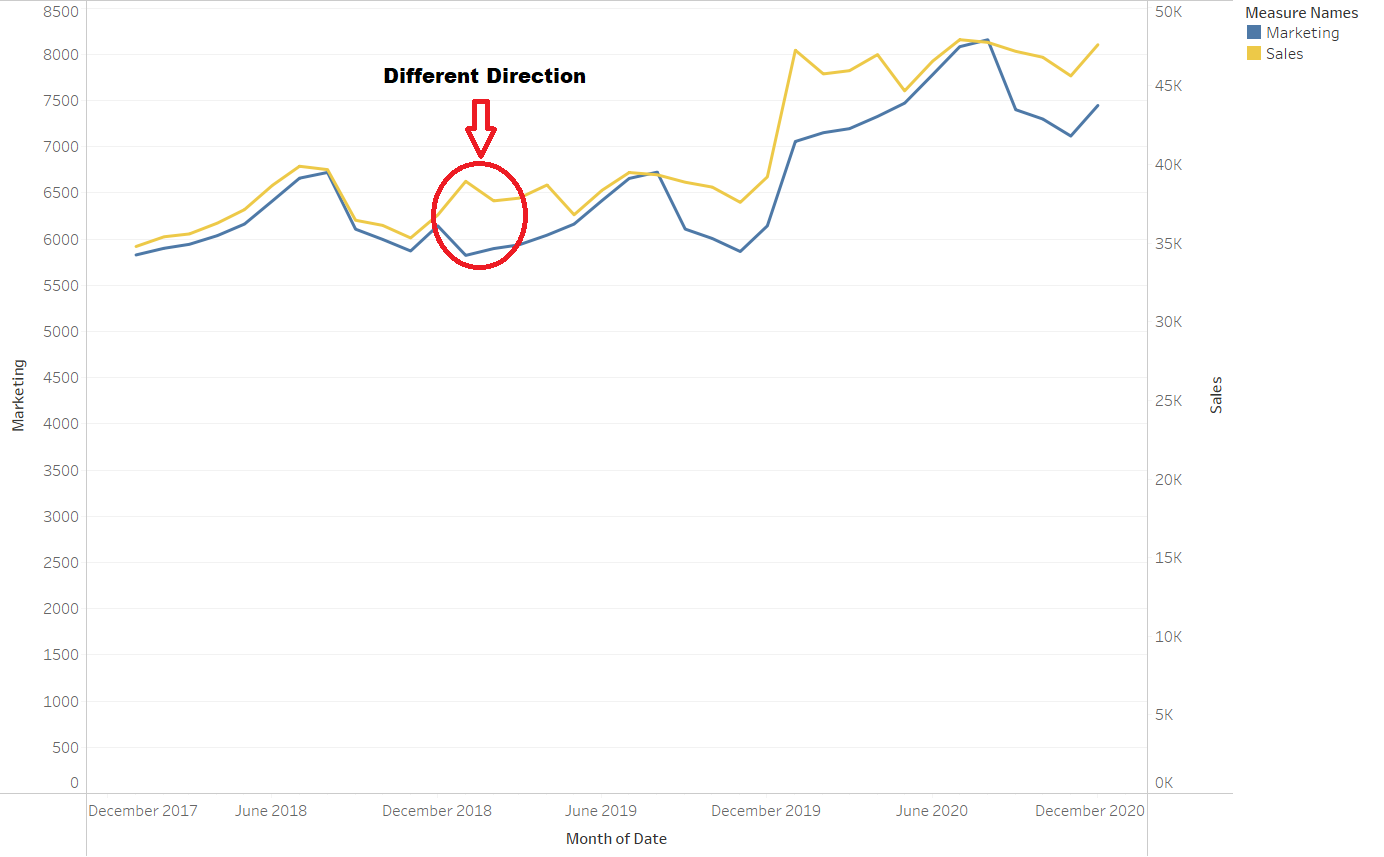 Different Direction
Measure Names
Marketing
Sales
Marketing
8500
8000
7500
7000
6500
6000
5500
5000
4500
4000
3500
3000
2500
2000
1500
1000
500
0
50K
45K
40K
35K
30K
25K
20K
15K
10K
5K
0K
Sales
December 2017 June 2018 December 2018 June 2019 December 2019 June 2020 December 2020
Month of Date